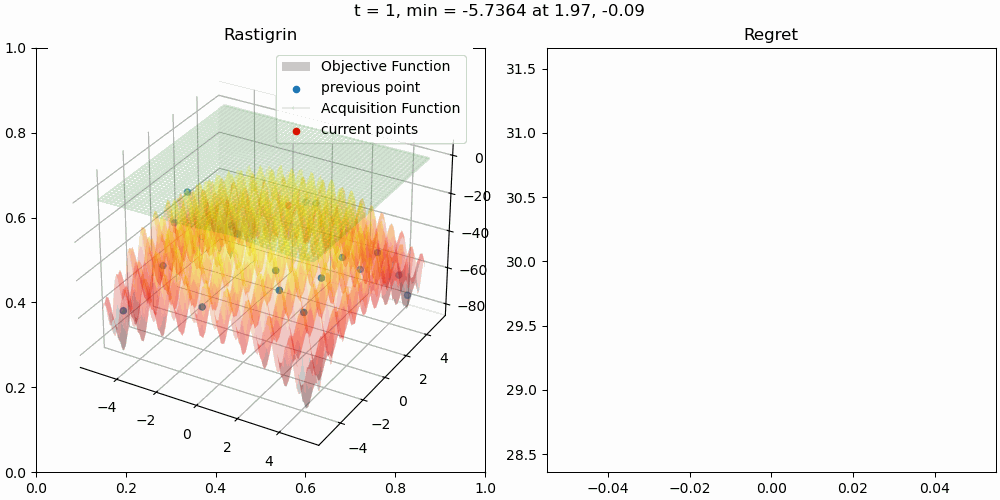 t = 1, min = -5.7364 at 1.97, -0.09
Rastigrin
Regret
Objective Function
previous point
Acquisition Function
current points
1.0
0.8
0.6
0.4
0.2
0.0
0.0 0.2 0.4 0.6 0.8 1.0
0
−20
−40
−60
−80
−4 −2 0 2 4
4
2
0
−2
−4
31.5
31.0
30.5
30.0
29.5
29.0
28.5
−0.04 −0.02 0.00 0.02 0.04